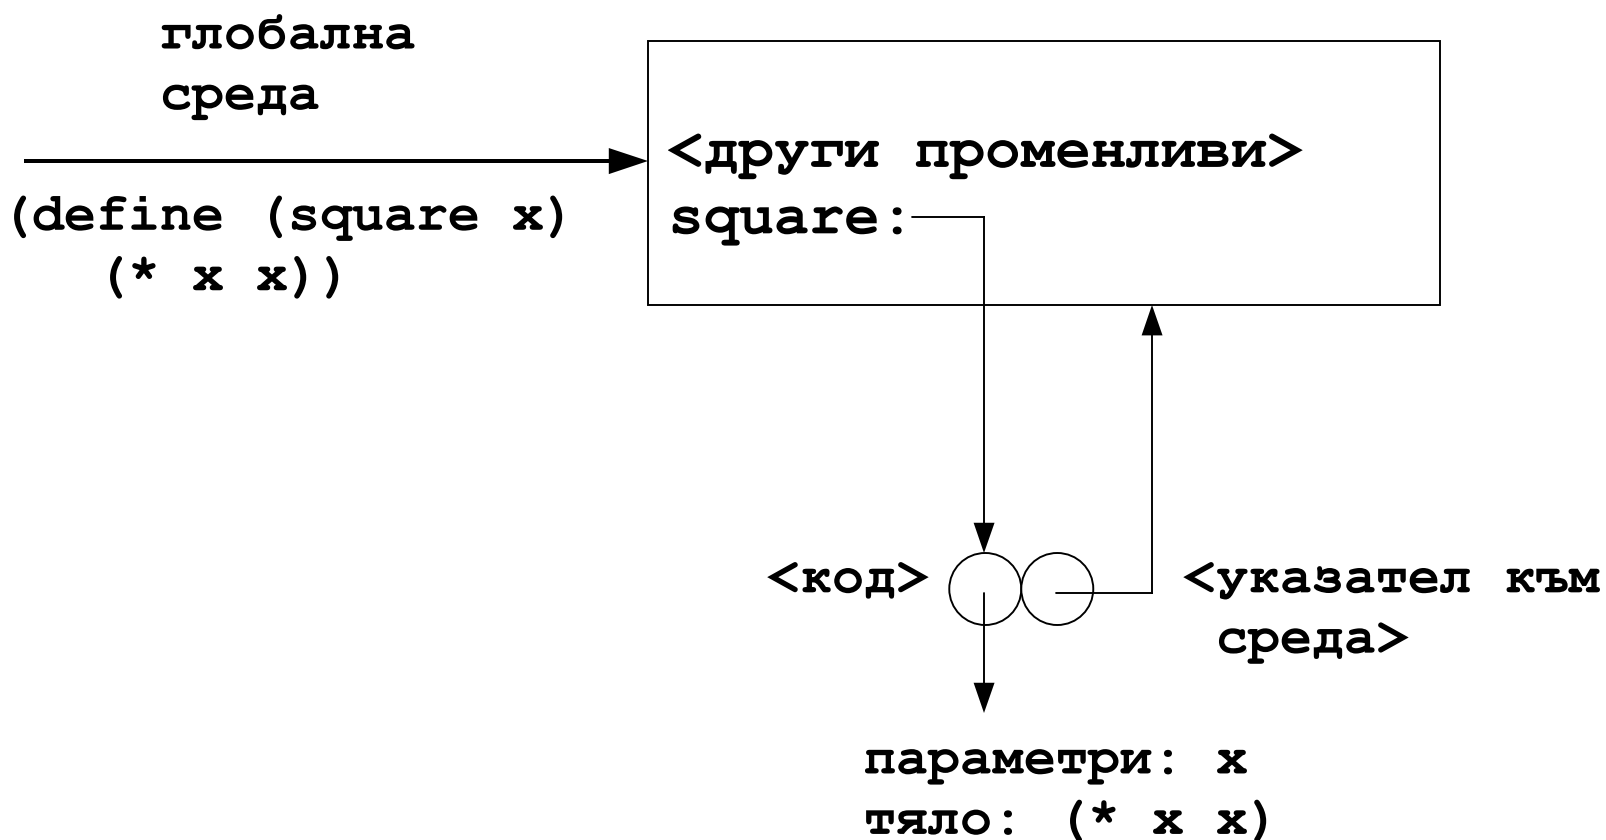 глобална
среда
(define (square x)
(* x x))
<други променливи>
square:
<код>
<указател към
среда>
параметри: x
тяло: (* x x)